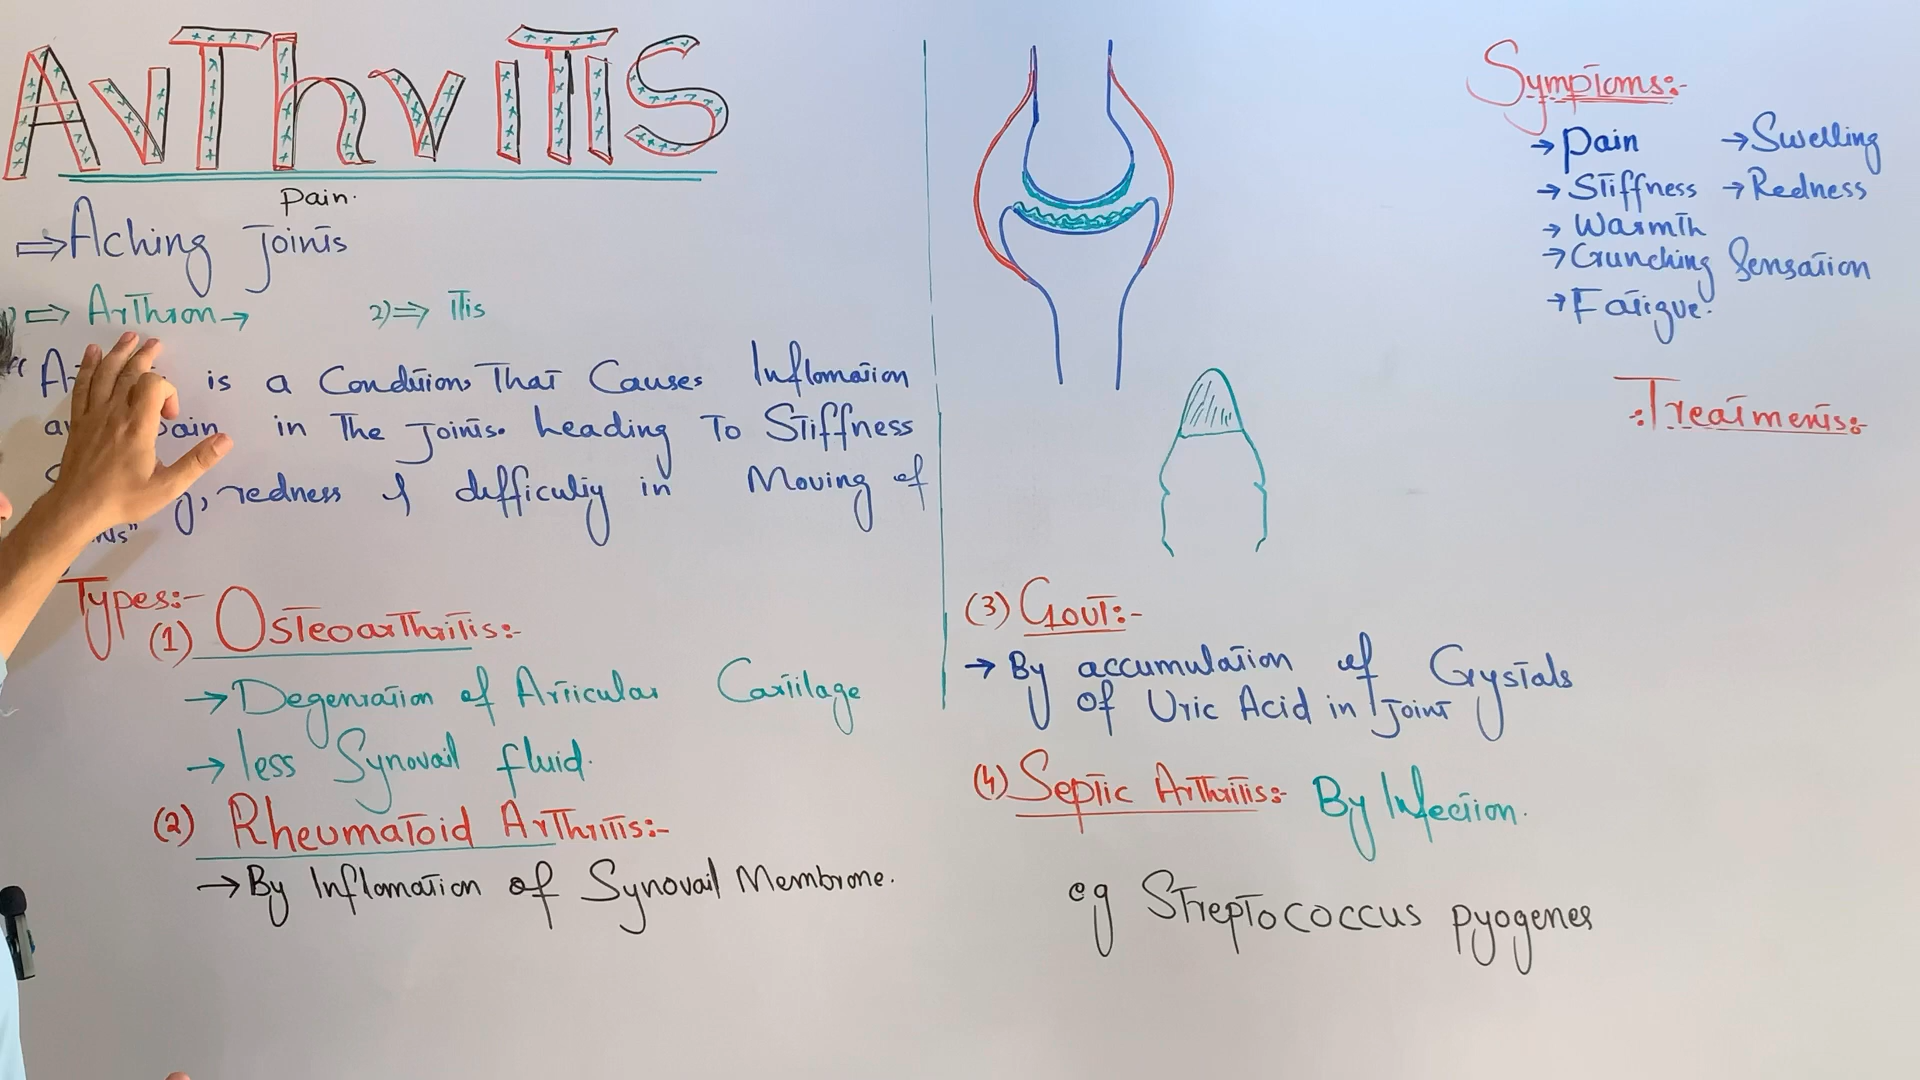 ArThriTiS
Pain.
⇒ Aching Joints
⇒ Arthron → 2) ⇒ itis
is a Condition That Causes Inflamation
in The Joints. leading To Stiffness
, redness & difficultiy in Moving of
Types:-
(1) Osteoarthritis:-
→ Degenration of Articular Cartilage
→ less Synovail fluid.
(2) Rheumatoid Arthritis:-
→ By Inflamation of Synovail Membrane.
(3) Gout:-
→ By accumulation of Crystals
of Uric Acid in Joint
(4) Septic Arthritis:- By Infection.
eg Streptococcus pyogenes
Symptoms:-
→ Pain → Swelling
→ Stiffness → Redness
→ Warmth
→ Crunching Sensation
→ Fatigue.
:Treatments:-